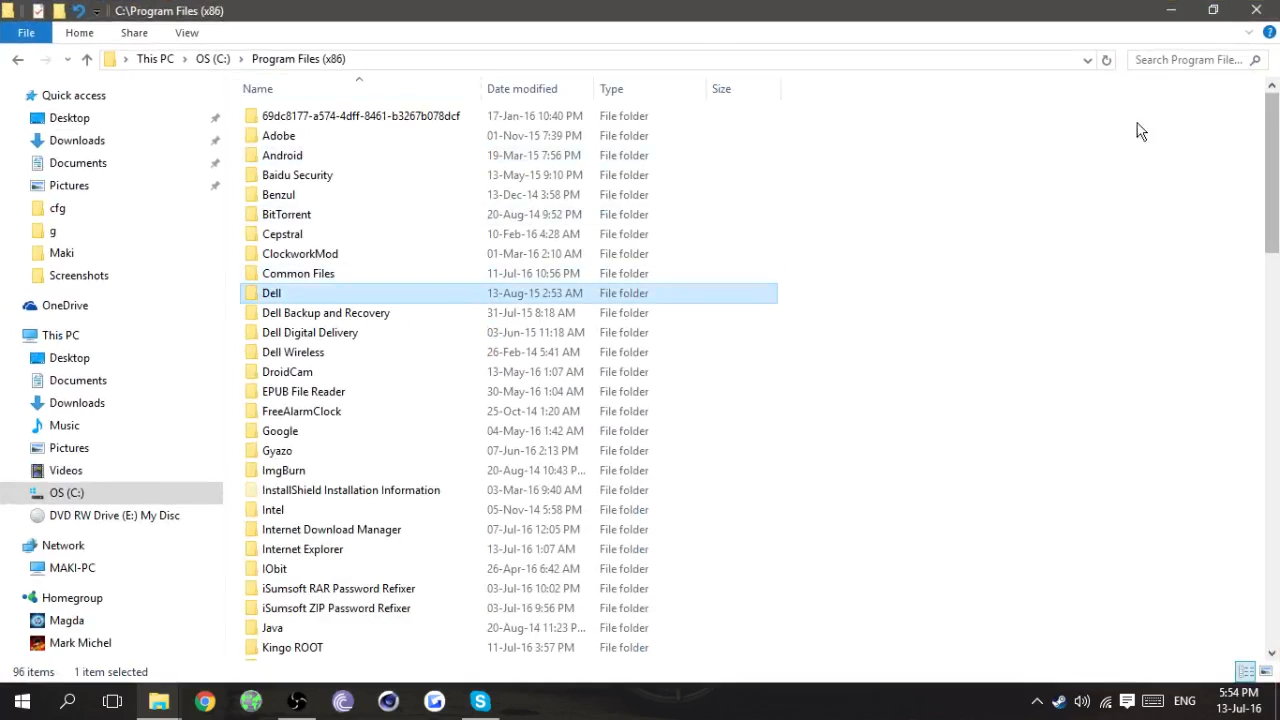 C:\Program Files (x86)
File Home Share View
This PC OS (C:) Program Files (x86) Search Program File...
Name Date modified Type Size
Quick access
Desktop
Downloads
Documents
Pictures
cfg
g
Maki
Screenshots
OneDrive
This PC
Desktop
Documents
Downloads
Music
Pictures
Videos
OS (C:)
DVD RW Drive (E:) My Disc
Network
MAKI-PC
Homegroup
Magda
Mark Michel
69dc8177-a574-4dff-8461-b3267b078dcf 17-Jan-16 10:40 PM File folder
Adobe 01-Nov-15 7:39 PM File folder
Android 19-Mar-15 7:56 PM File folder
Baidu Security 13-May-15 9:10 PM File folder
Benzul 13-Dec-14 3:58 PM File folder
BitTorrent 20-Aug-14 9:52 PM File folder
Cepstral 10-Feb-16 4:28 AM File folder
ClockworkMod 01-Mar-16 2:10 AM File folder
Common Files 11-Jul-16 10:56 PM File folder
Dell 13-Aug-15 2:53 AM File folder
Dell Backup and Recovery 31-Jul-15 8:18 AM File folder
Dell Digital Delivery 03-Jun-15 11:18 AM File folder
Dell Wireless 26-Feb-14 5:41 AM File folder
DroidCam 13-May-16 1:07 AM File folder
EPUB File Reader 30-May-16 1:04 AM File folder
FreeAlarmClock 25-Oct-14 1:20 AM File folder
Google 04-May-16 1:42 AM File folder
Gyazo 07-Jun-16 2:13 PM File folder
ImgBurn 20-Aug-14 10:43 P... File folder
InstallShield Installation Information 03-Mar-16 9:40 AM File folder
Intel 05-Nov-14 5:58 PM File folder
Internet Download Manager 07-Jul-16 12:05 PM File folder
Internet Explorer 13-Jul-16 1:07 AM File folder
IObit 26-Apr-16 6:42 AM File folder
iSumsoft RAR Password Refixer 03-Jul-16 10:02 PM File folder
iSumsoft ZIP Password Refixer 03-Jul-16 9:56 PM File folder
Java 20-Aug-14 11:23 P... File folder
Kingo ROOT 11-Jul-16 3:57 PM File folder
96 items 1 item selected
ENG 5:54 PM
13-Jul-16